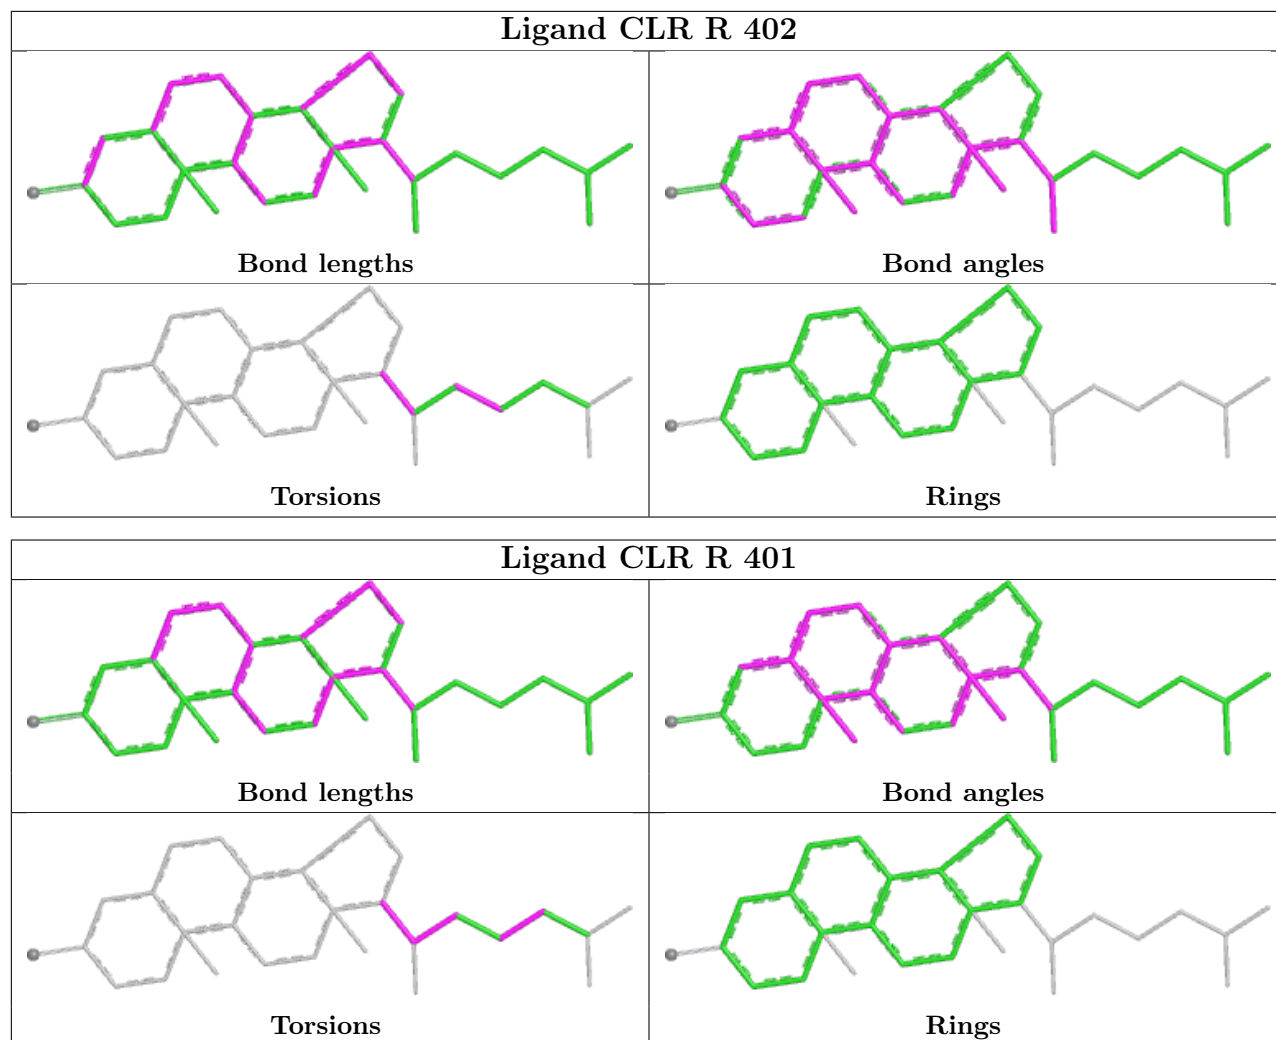 Ligand CLR R 402
Bond lengths
Bond angles
Torsions
Rings
Ligand CLR R 401
Bond lengths
Bond angles
Torsions
Rings